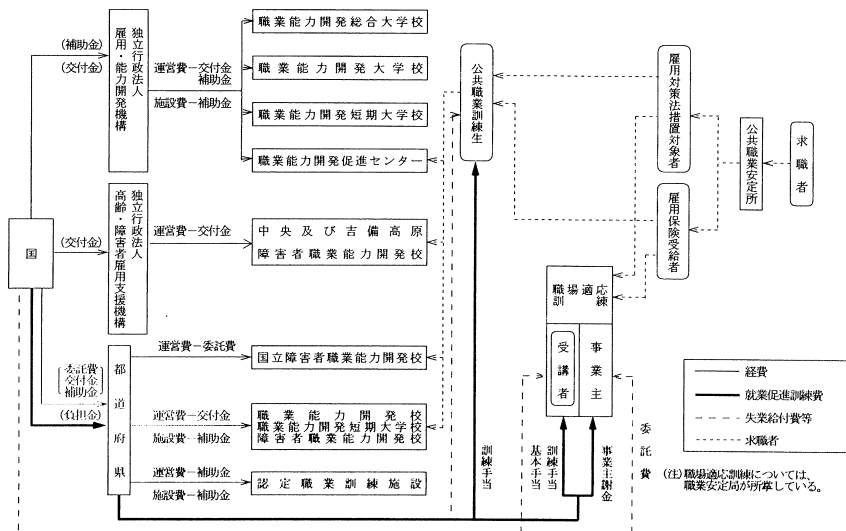 国
(補助金)
(交付金)
独立行政法人
雇用・能力開発機構
運営費－交付金
補助金
施設費－補助金
職業能力開発総合大学校
職業能力開発大学校
職業能力開発短期大学校
職業能力開発促進センター
(交付金)
独立行政法人
高齢・障害者雇用支援機構
運営費－交付金
中央及び吉備高原
障害者職業能力開発校
委託費
交付金
補助金
(負担金)
都道府県
運営費－委託費
国立障害者職業能力開発校
運営費－交付金
施設費－補助金
職業能力開発校
職業能力開発短期大学校
障害者職業能力開発校
運営費－補助金
施設費－補助金
認定職業訓練施設
公共職業訓練生
雇用対策法措置対象者
雇用保険受給者
公共職業安定所
求職者
職場適応
訓練
受講者
事業主
訓練手当
訓練手当
基本手当
事業主謝金
委託費
経費
就業促進訓練費
失業給付費等
求職者
(注) 職場適応訓練については、
職業安定局が所掌している。